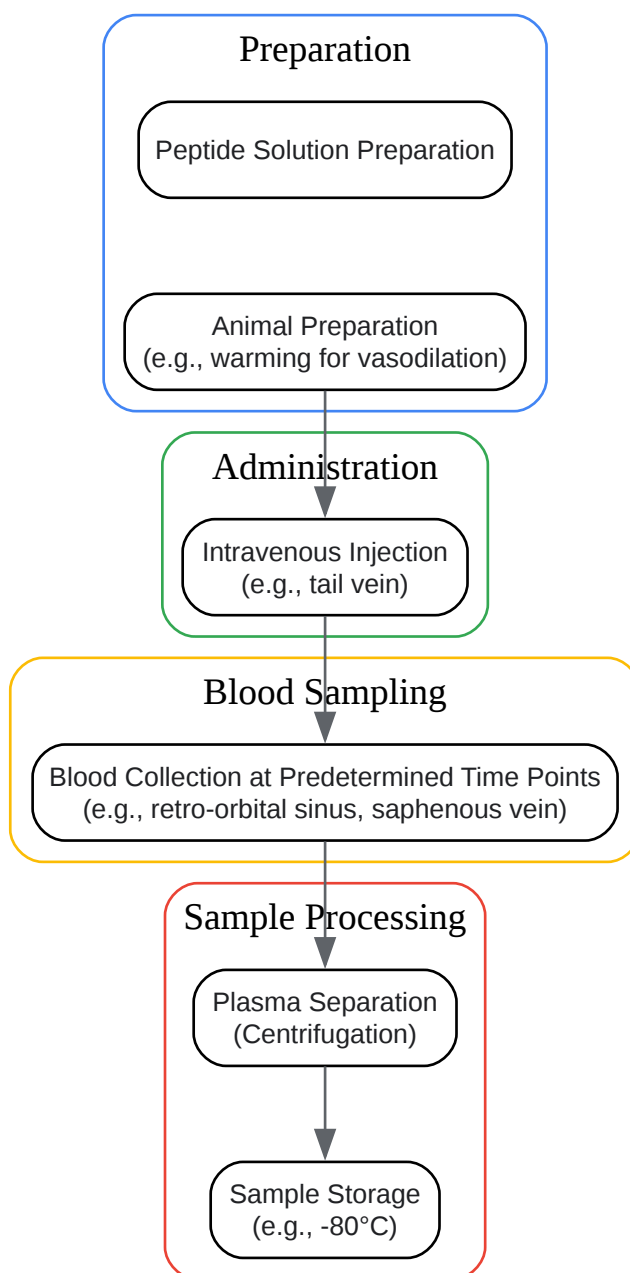 Preparation
Peptide Solution Preparation
Animal Preparation
(e.g., warming for vasodilation)
Administration
Intravenous Injection
(e.g., tail vein)
Blood Sampling
Blood Collection at Predetermined Time Points
(e.g., retro-orbital sinus, saphenous vein)
Sample Processing
Plasma Separation
(Centrifugation)
Sample Storage
(e.g., -80°C)